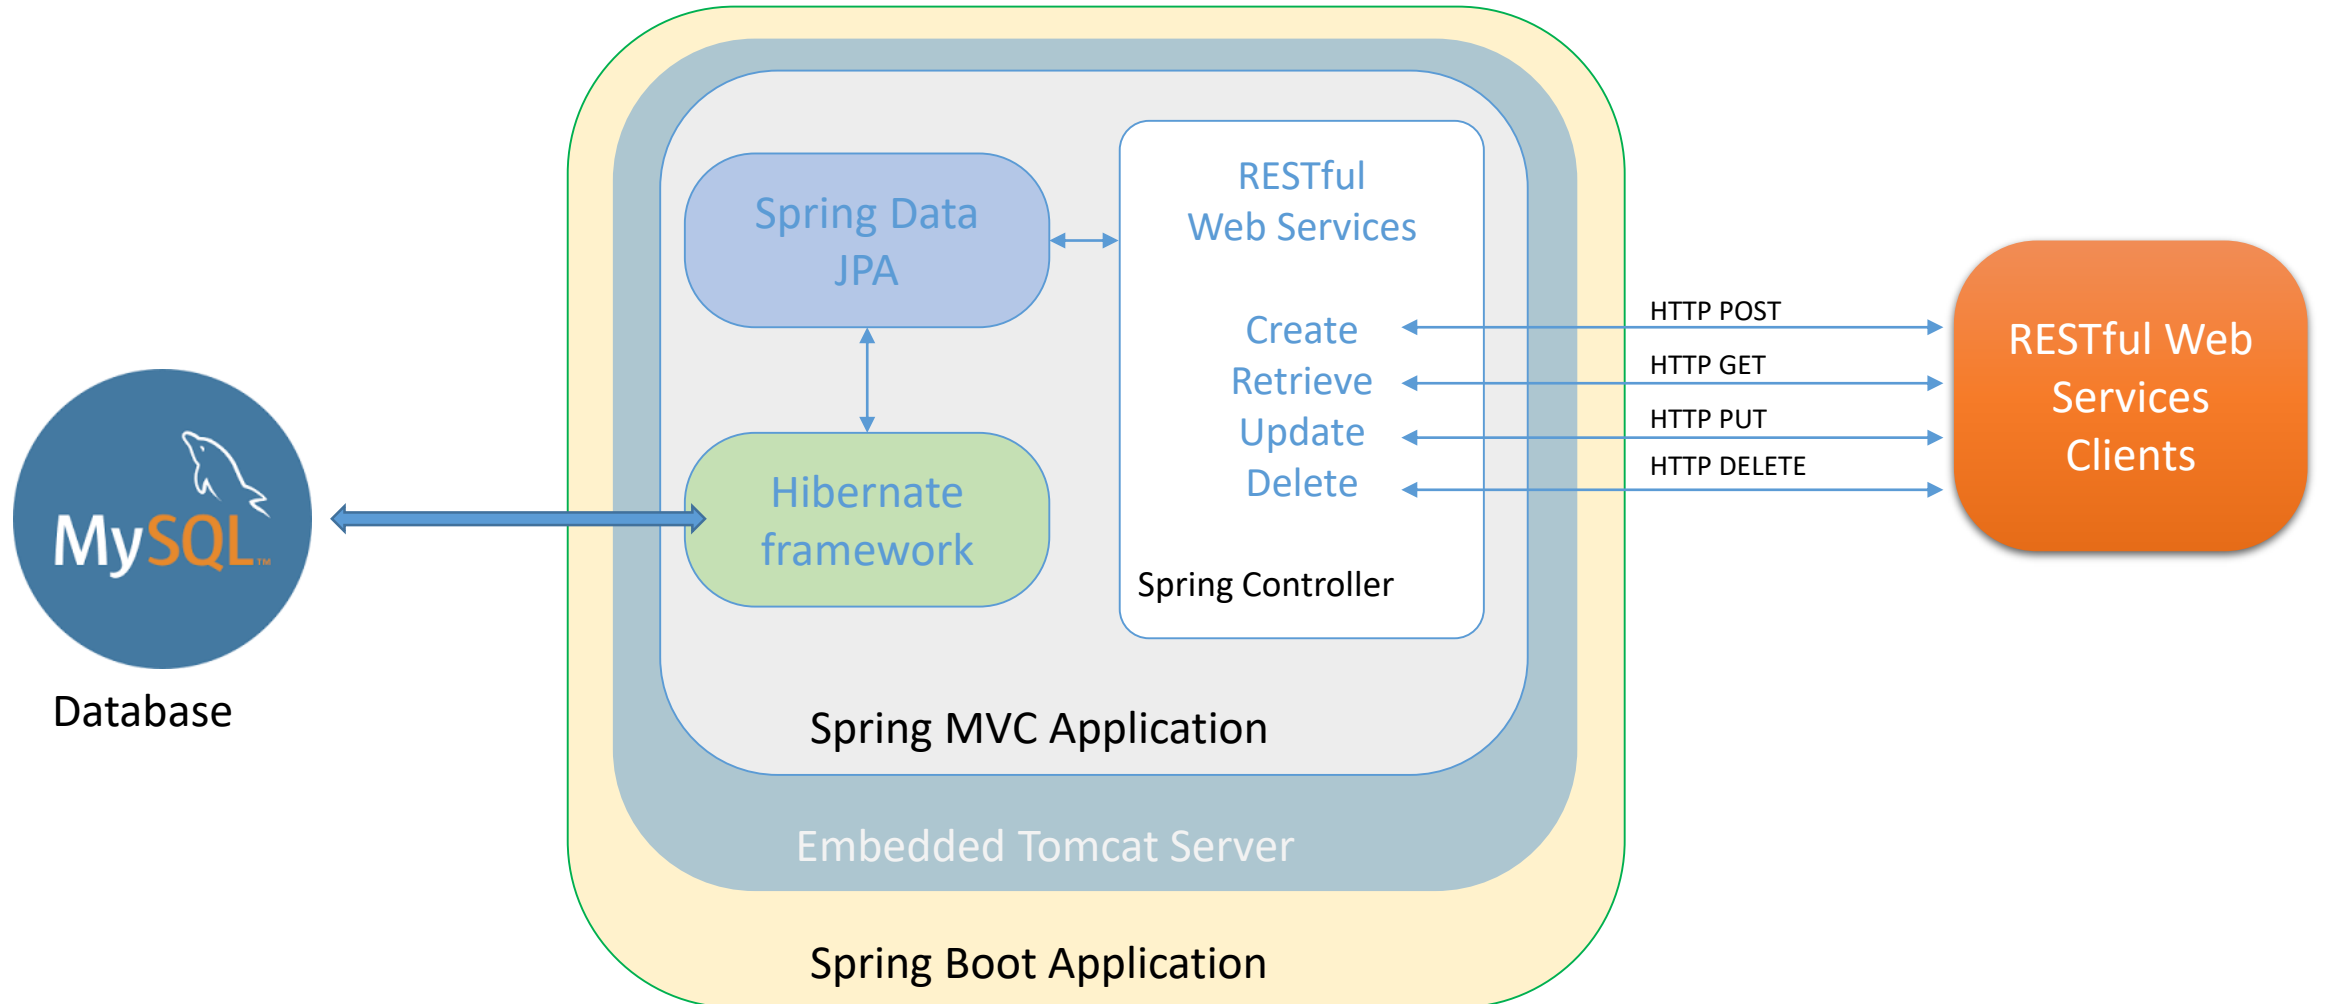 MySQL™
Database
Spring Data
JPA
Hibernate
framework
RESTful
Web Services
Create
Retrieve
Update
Delete
Spring Controller
HTTP POST
HTTP GET
HTTP PUT
HTTP DELETE
RESTful Web
Services
Clients
Spring MVC Application
Embedded Tomcat Server
Spring Boot Application